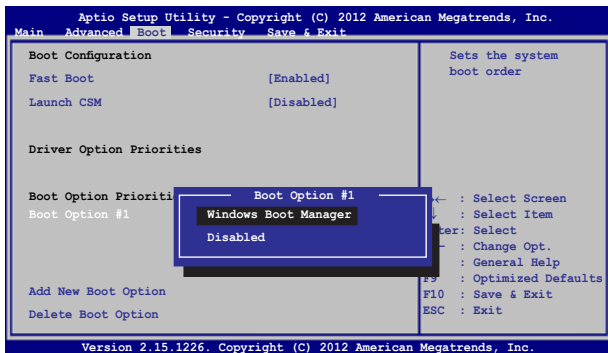 Aptio Setup Utility - Copyright (C) 2012 American Megatrends, Inc.
Main Advanced Boot Security Save & Exit
Boot Configuration
Fast Boot [Enabled]
Launch CSM [Disabled]
Driver Option Priorities
Boot Option Prioriti
Boot Option #1
Sets the system
boot order
Boot Option #1
Windows Boot Manager
Disabled
← : Select Screen
: Select Item
ter: Select
: Change Opt.
: General Help
F9 : Optimized Defaults
F10 : Save & Exit
ESC : Exit
Add New Boot Option
Delete Boot Option
Version 2.15.1226. Copyright (C) 2012 American Megatrends, Inc.